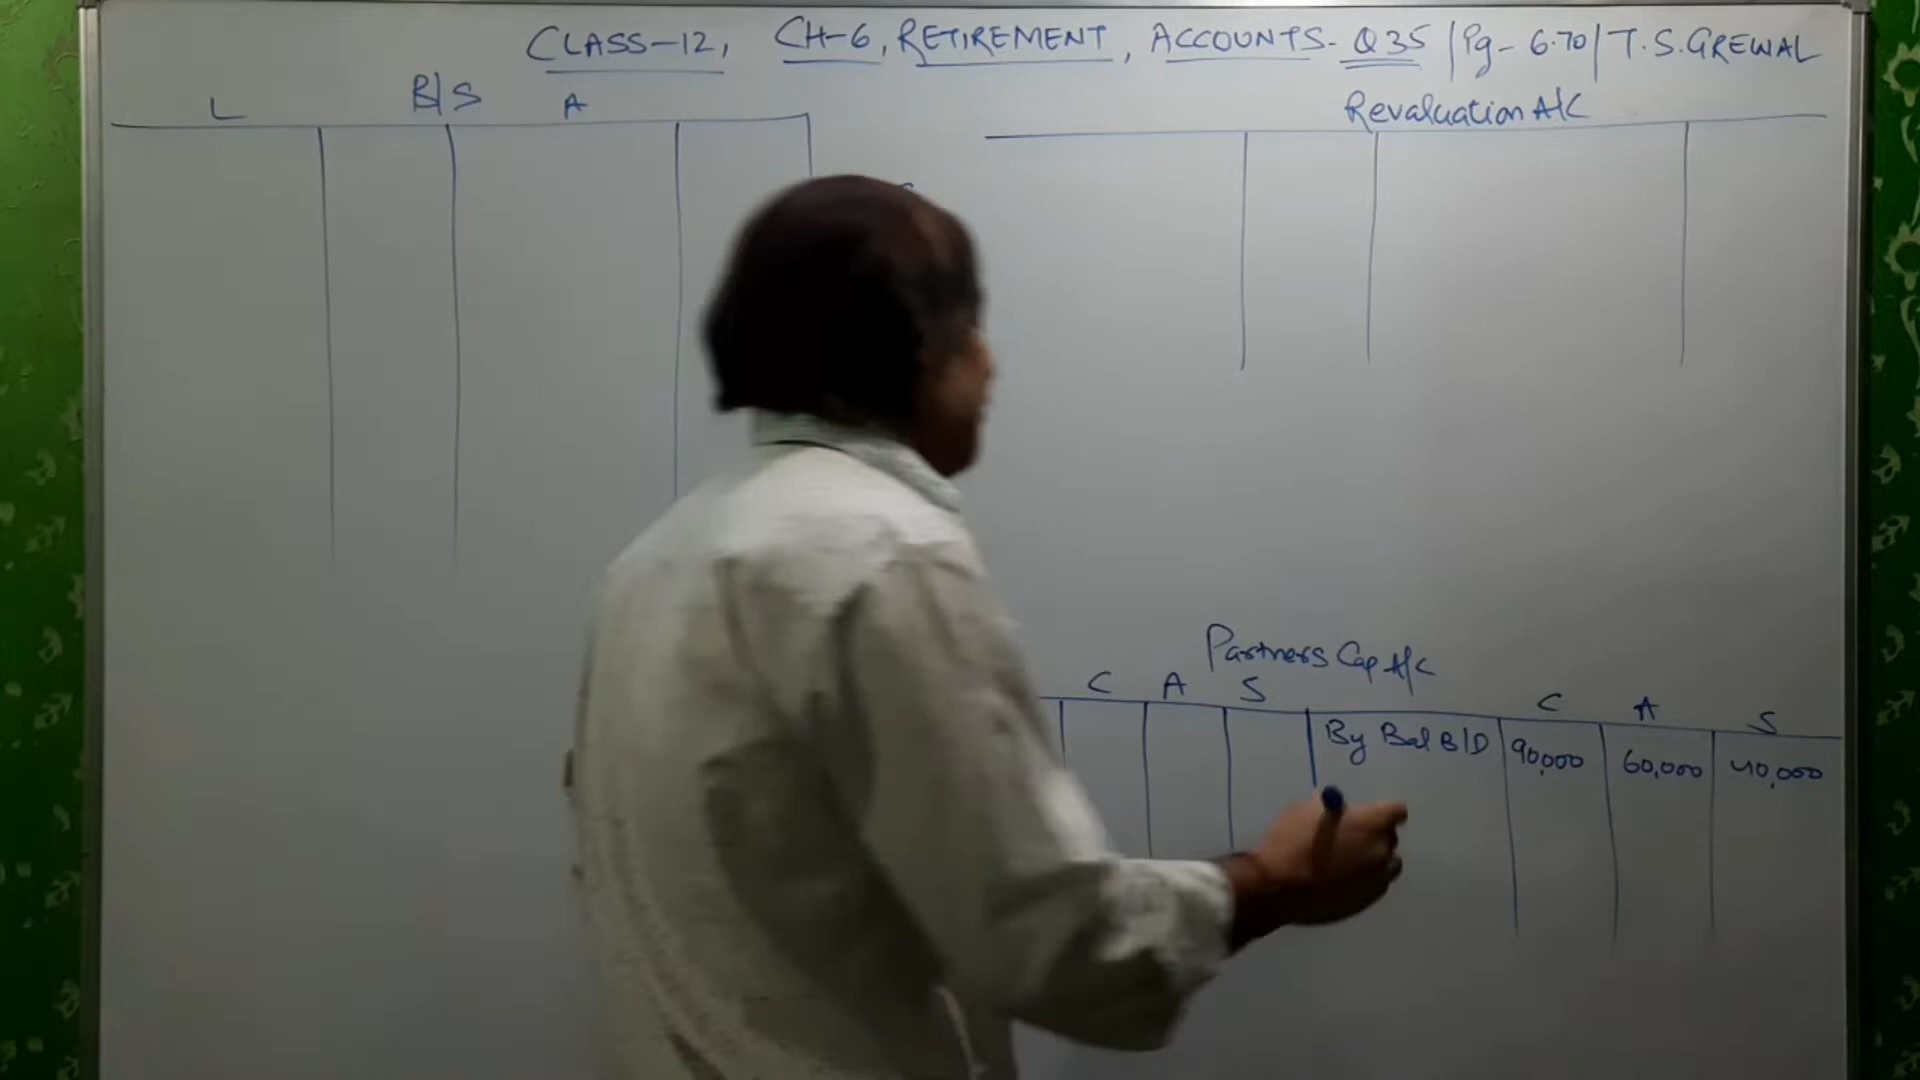 CLASS-12, CH-6, RETIREMENT, ACCOUNTS- Q35 | Pg- 6.70 | T.S.GREWAL
L B/S A
Revaluation A/C
Partners Cap A/C
C A S C A S
By Bal B/D 90,000 60,000 40,000